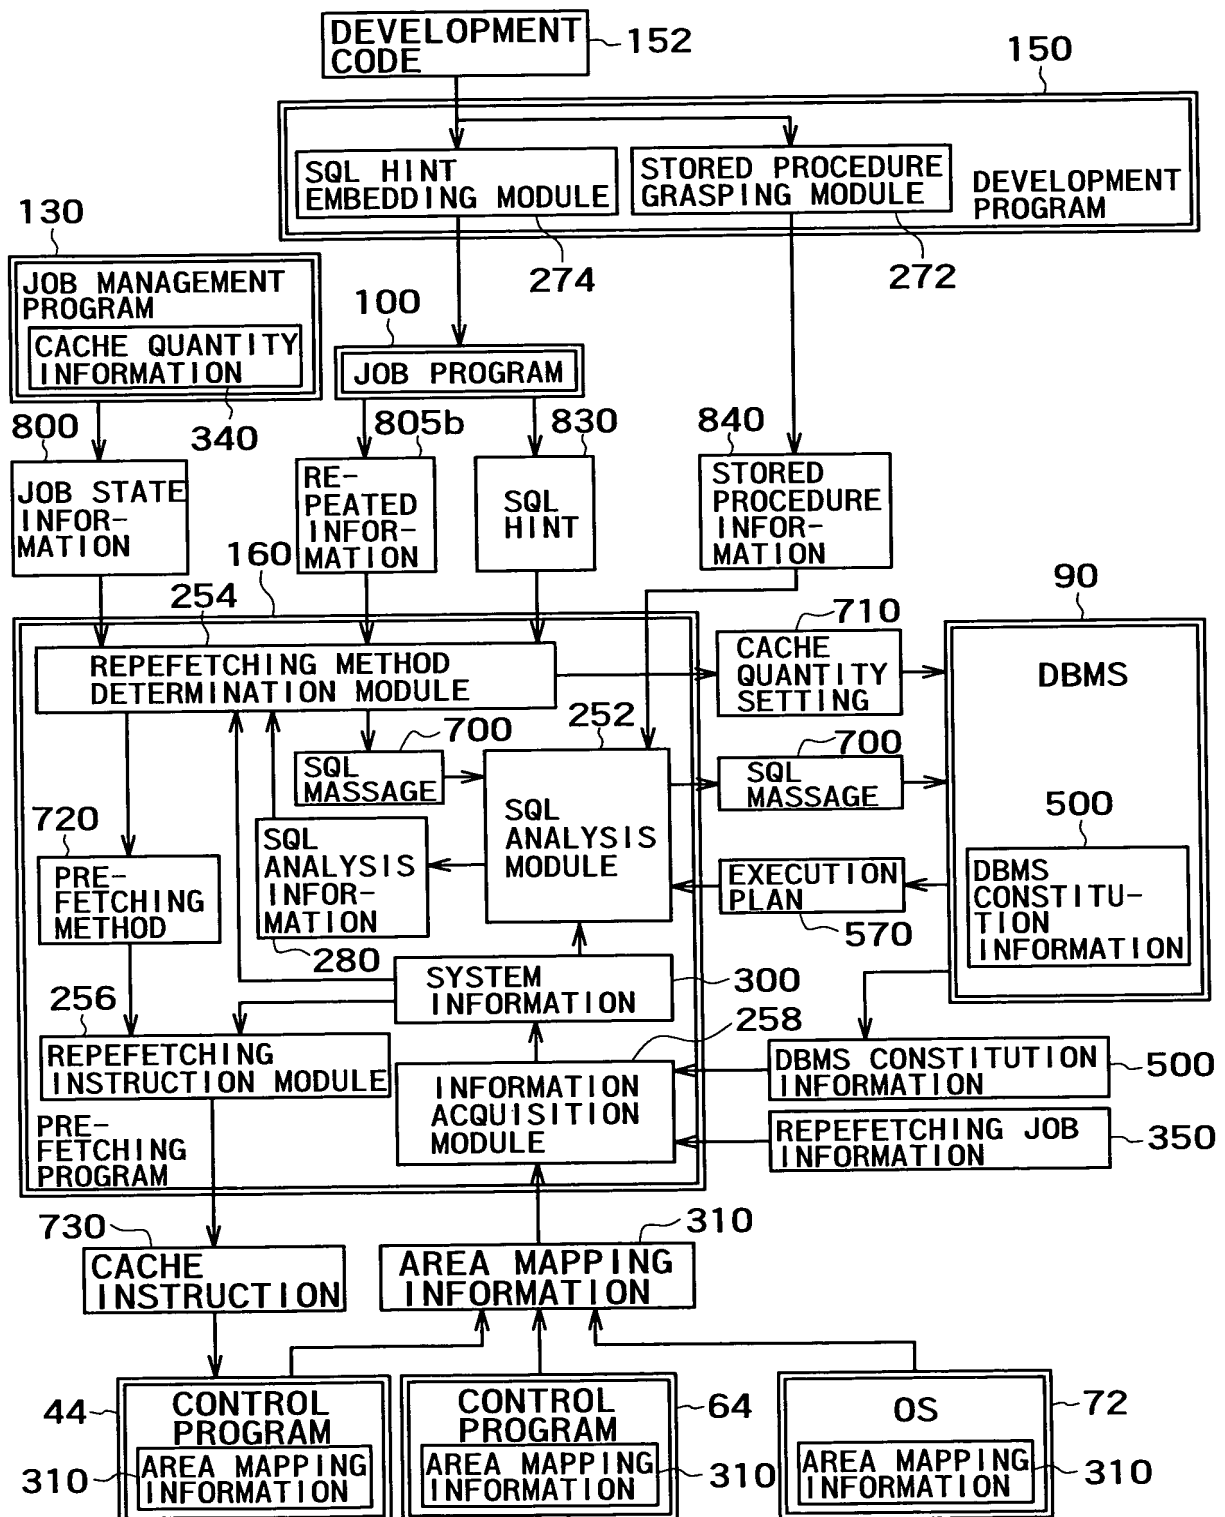 DEVELOPMENT
CODE
152
150
SQL HINT
EMBEDDING MODULE
STORED PROCEDURE
GRASPING MODULE
DEVELOPMENT
PROGRAM
274
272
130
JOB MANAGEMENT
PROGRAM
CACHE QUANTITY
INFORMATION
340
100
JOB PROGRAM
800
805b
830
840
JOB STATE
INFOR-
MATION
RE-
PEATED
INFOR-
MATION
SQL
HINT
STORED
PROCEDURE
INFOR-
MATION
160
254
REPEFETCHING METHOD
DETERMINATION MODULE
710
CACHE
QUANTITY
SETTING
90
DBMS
700
SQL
MASSAGE
252
SQL
ANALYSIS
MODULE
700
SQL
MASSAGE
500
DBMS
CONSTITU-
TION
INFORMATION
720
PRE-
FETCHING
METHOD
SQL
ANALYSIS
INFOR-
MATION
280
EXECUTION
PLAN
570
SYSTEM
INFORMATION
300
256
REPEFETCHING
INSTRUCTION MODULE
258
INFORMATION
ACQUISITION
MODULE
DBMS CONSTITUTION
INFORMATION
500
REPEFETCHING JOB
INFORMATION
350
PRE-
FETCHING
PROGRAM
730
CACHE
INSTRUCTION
310
AREA MAPPING
INFORMATION
44
CONTROL
PROGRAM
310
AREA MAPPING
INFORMATION
64
CONTROL
PROGRAM
310
AREA MAPPING
INFORMATION
72
OS
AREA MAPPING
INFORMATION
310